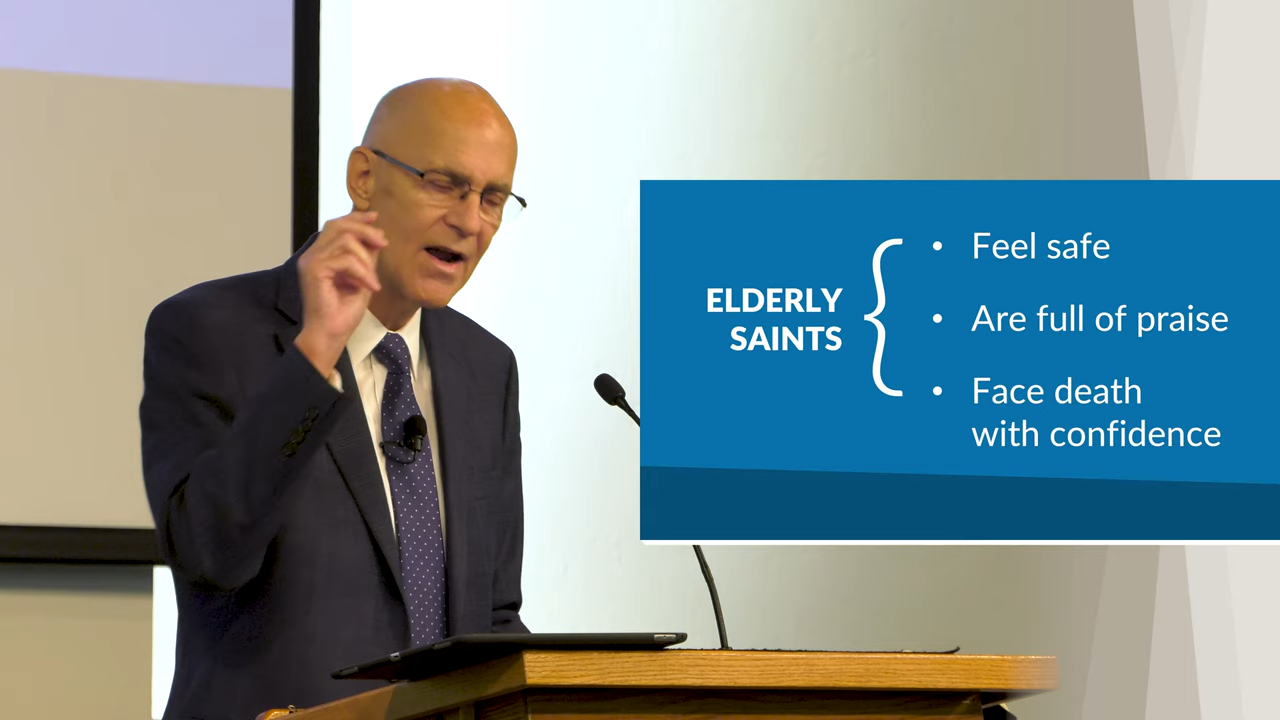 ELDERLY
SAINTS
• Feel safe
• Are full of praise
• Face death
with confidence